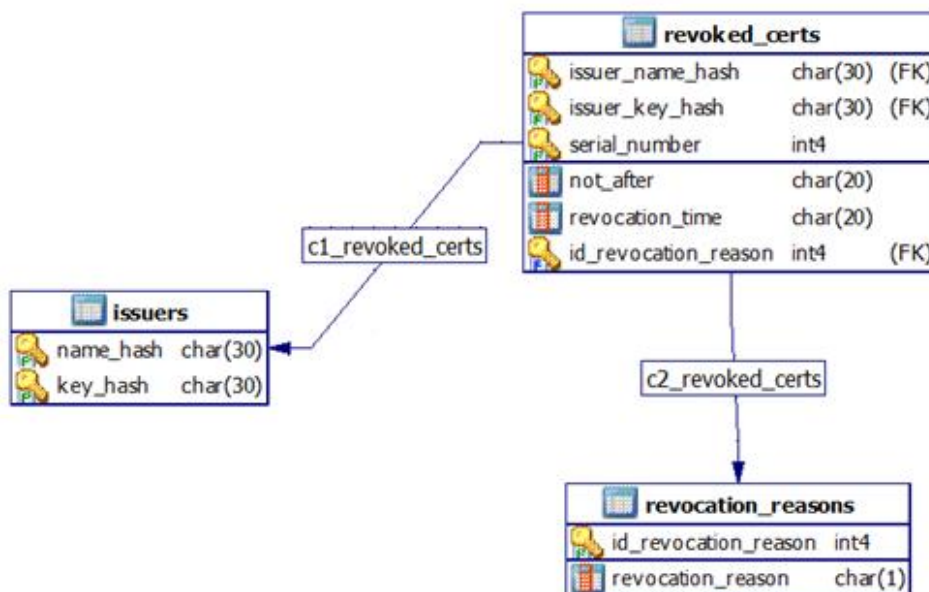 revoked_certs
issuer_name_hash char(30) (FK)
issuer_key_hash char(30) (FK)
serial_number int4
not_after char(20)
revocation_time char(20)
id_revocation_reason int4 (FK)
c1_revoked_certs
issuers
name_hash char(30)
key_hash char(30)
c2_revoked_certs
revocation_reasons
id_revocation_reason int4
revocation_reason char(1)